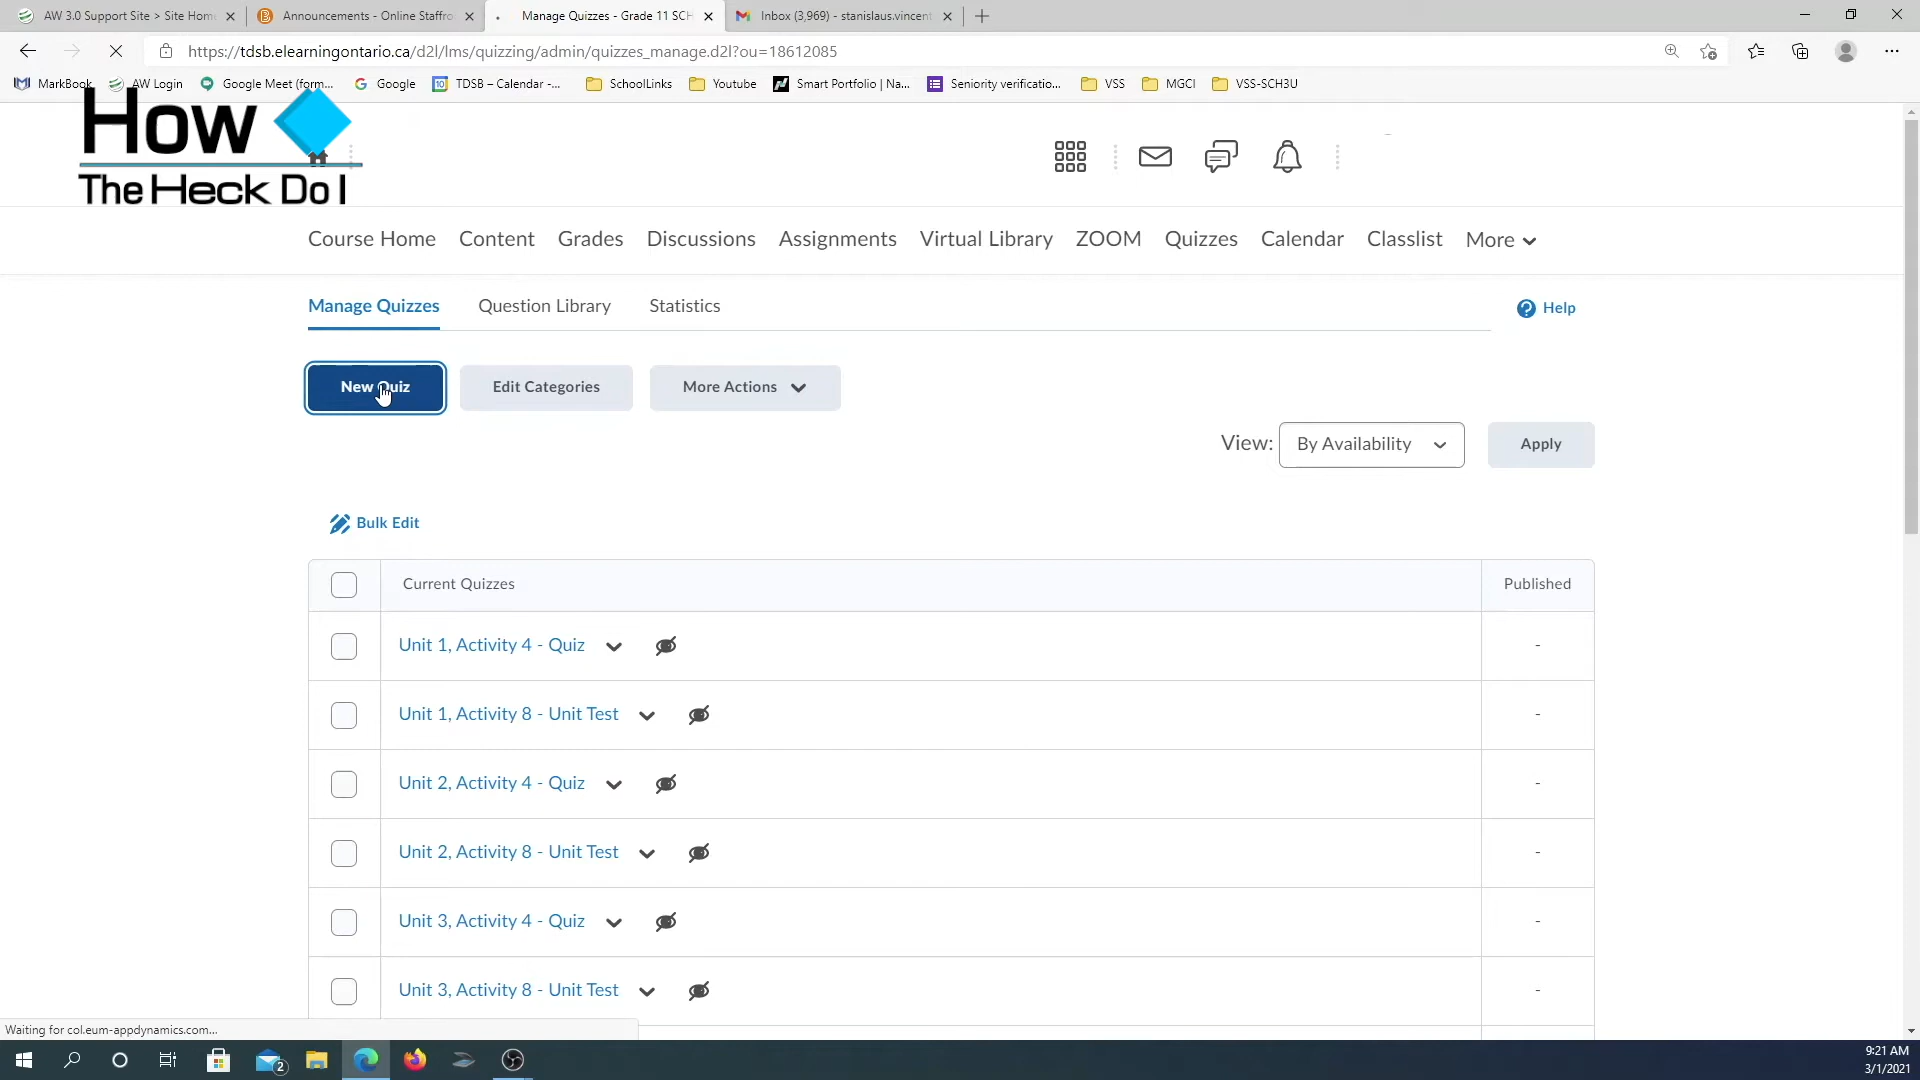 AW 3.0 Support Site > Site Hom
Announcements - Online Staffro
Manage Quizzes - Grade 11 SCH
Inbox (3,969) - stanislaus.vincent
https://tdsb.elearningontario.ca/d2l/lms/quizzing/admin/quizzes_manage.d2l?ou=18612085
MarkBook
AW Login
Google Meet (form...
Google
TDSB – Calendar -...
SchoolLinks
Youtube
Smart Portfolio | Na...
Seniority verificatio...
VSS
MGCI
VSS-SCH3U
How
The Heck Do I
Course Home
Content
Grades
Discussions
Assignments
Virtual Library
ZOOM
Quizzes
Calendar
Classlist
More
Manage Quizzes
Question Library
Statistics
Help
New Quiz
Edit Categories
More Actions
View:
By Availability
Apply
Bulk Edit
Current Quizzes
Published
Unit 1, Activity 4 - Quiz
-
Unit 1, Activity 8 - Unit Test
-
Unit 2, Activity 4 - Quiz
-
Unit 2, Activity 8 - Unit Test
-
Unit 3, Activity 4 - Quiz
-
Unit 3, Activity 8 - Unit Test
-
Waiting for col.eum-appdynamics.com...
2
9:21 AM
3/1/2021